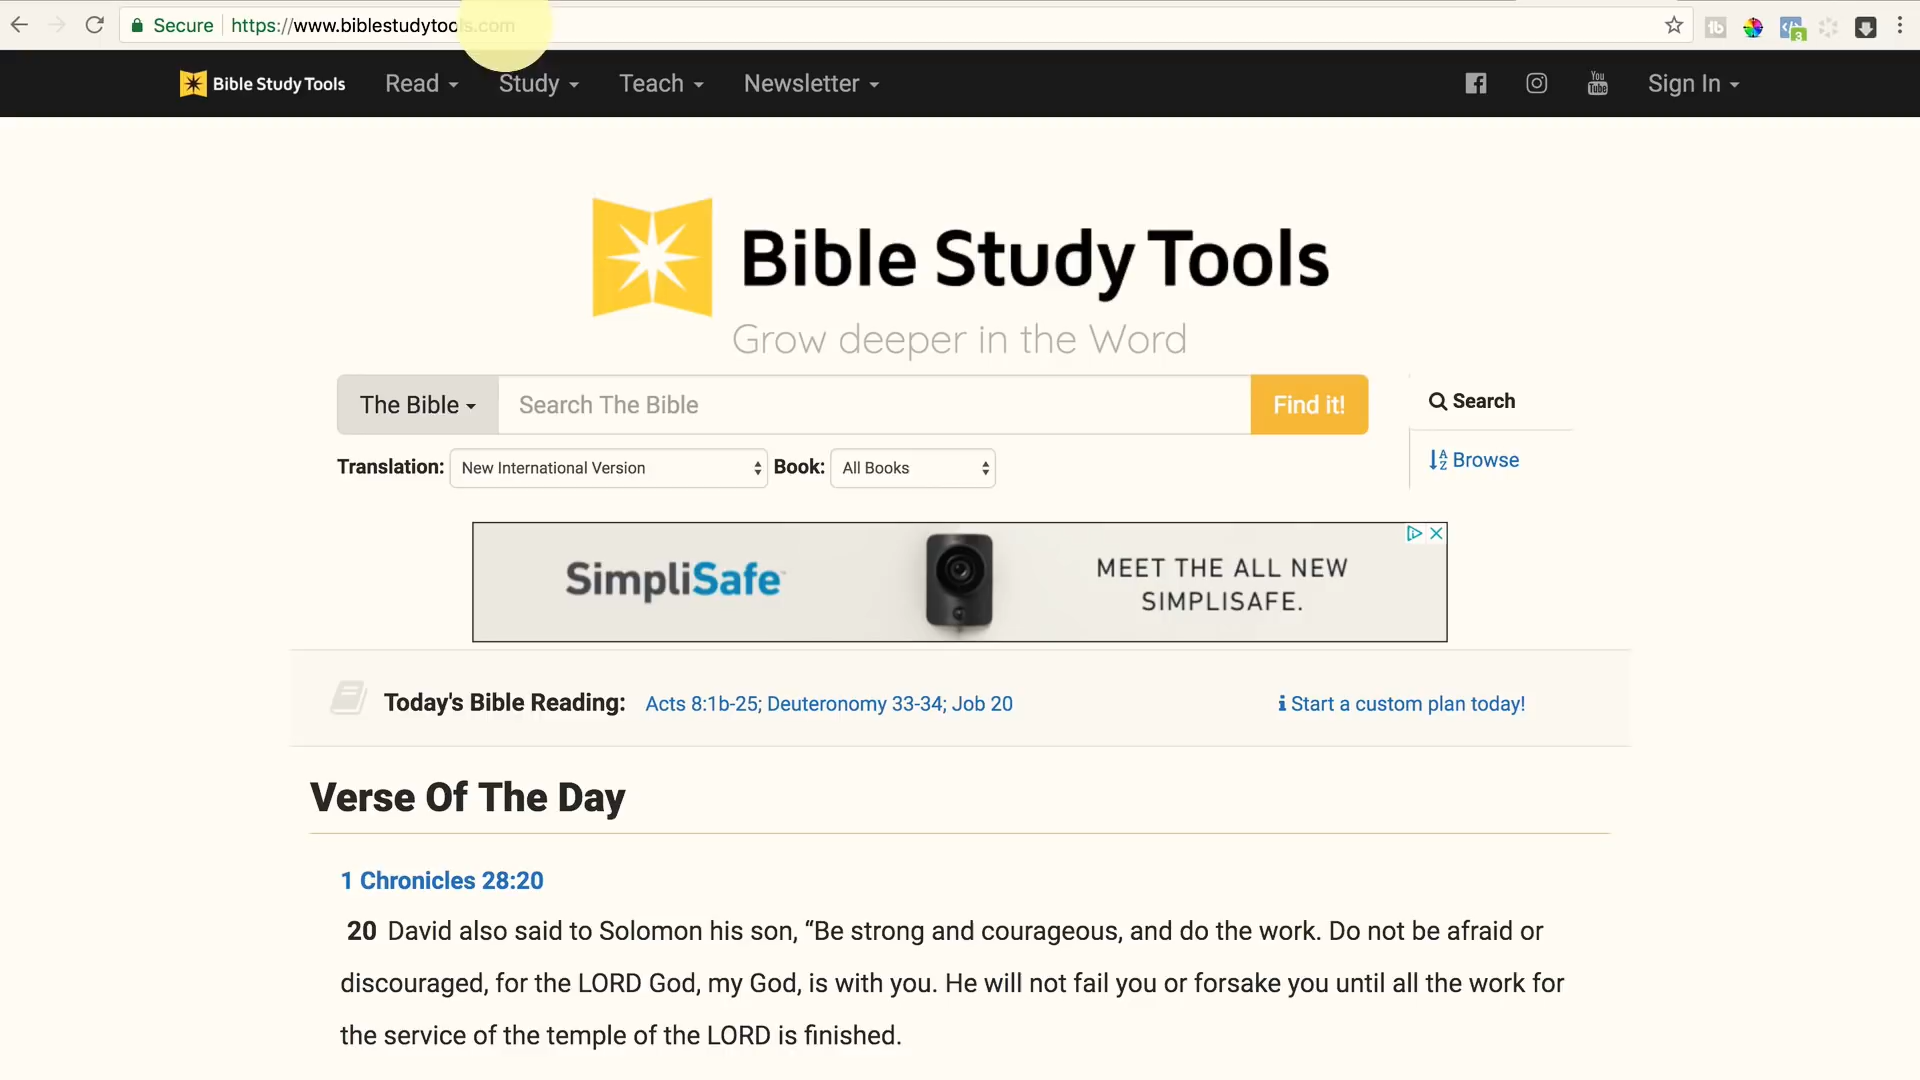 Secure https://www.biblestudytools.com
Bible Study Tools Read Study Teach Newsletter You Tube Sign In
Bible Study Tools
Grow deeper in the Word
The Bible Search The Bible Find it! Search
Translation: New International Version Book: All Books Browse
SimpliSafe MEET THE ALL NEW
SIMPLISAFE.
Today's Bible Reading: Acts 8:1b-25; Deuteronomy 33-34; Job 20 Start a custom plan today!
Verse Of The Day
1 Chronicles 28:20
20 David also said to Solomon his son, “Be strong and courageous, and do the work. Do not be afraid or
discouraged, for the LORD God, my God, is with you. He will not fail you or forsake you until all the work for
the service of the temple of the LORD is finished.